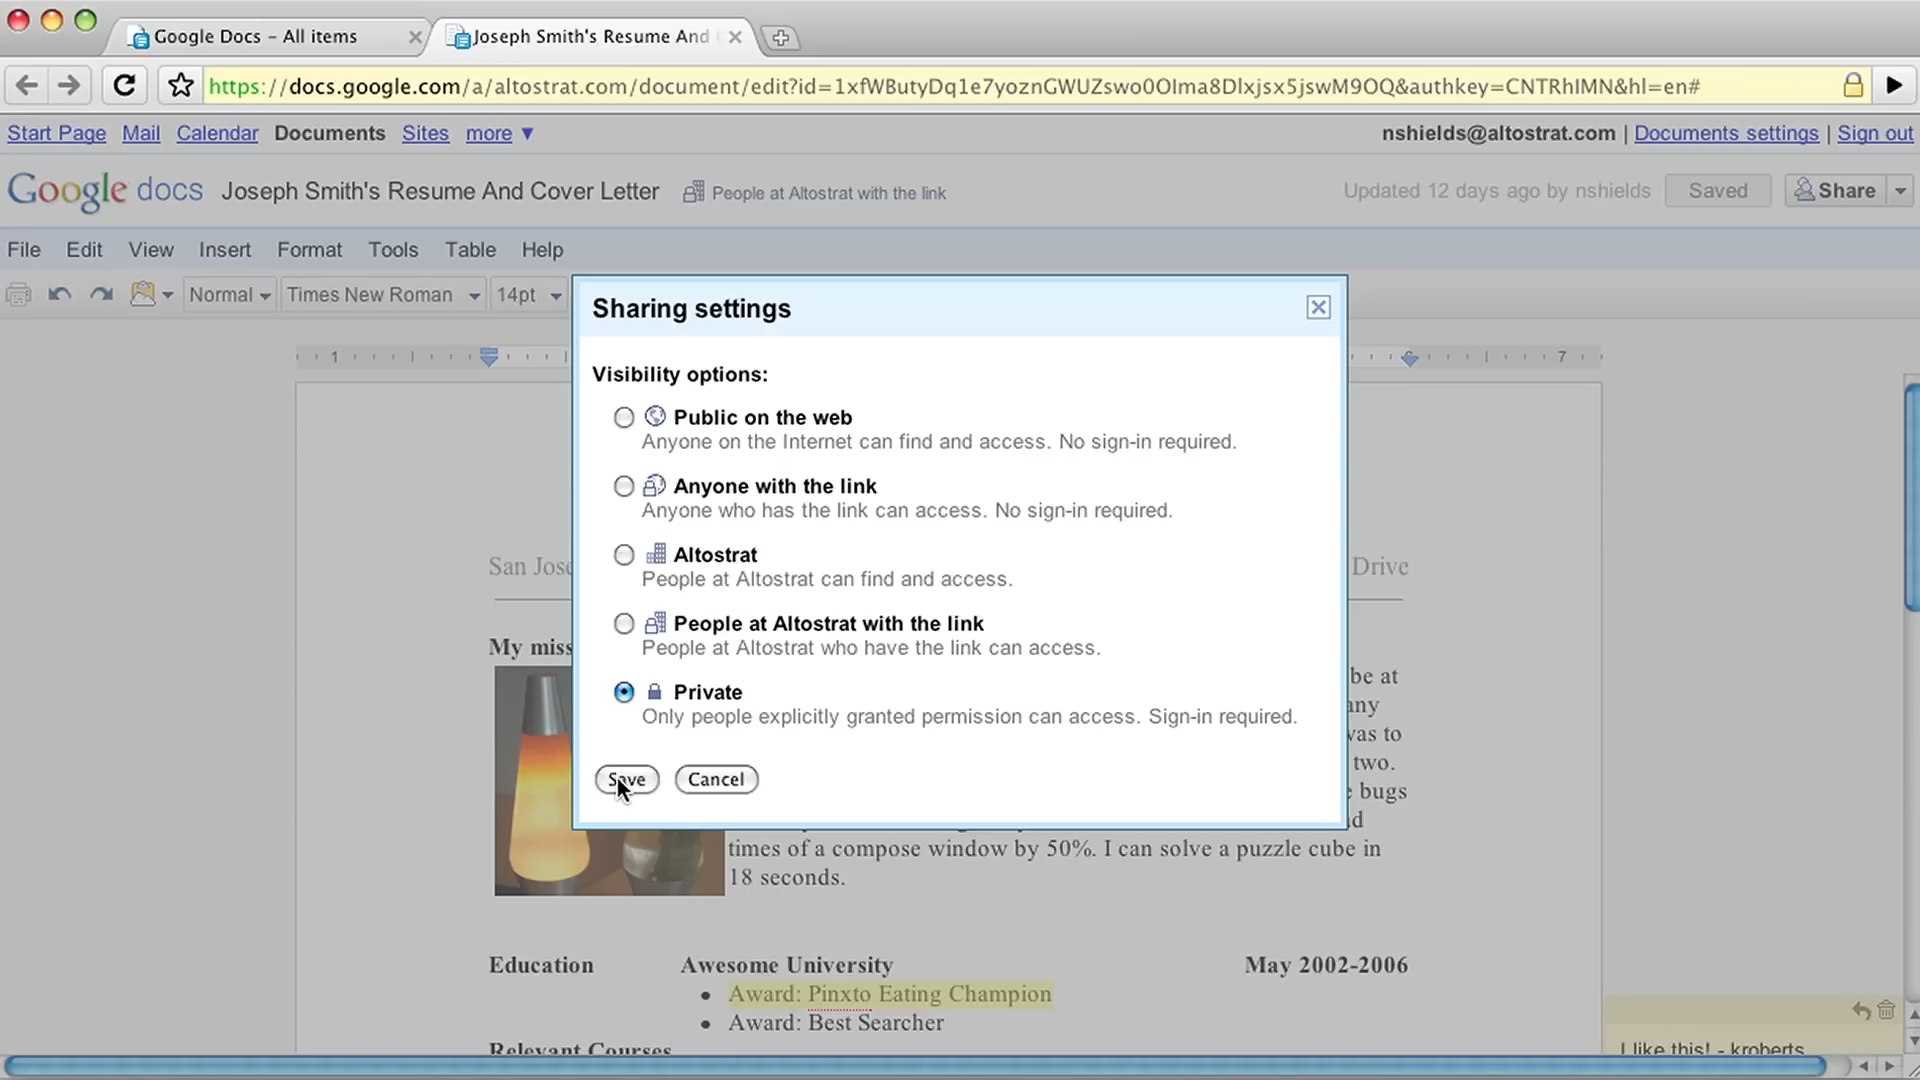 Google Docs - All items
Joseph Smith's Resume And
https://docs.google.com/a/altostrat.com/document/edit?id=1xfWButyDq1e7yoznGWUZswo0OIma8Dlxjsx5jswM9OQ&authkey=CNTRhIMN&hl=en#
Start Page Mail Calendar Documents Sites more ▼
nshields@altostrat.com | Documents settings | Sign out
Google docs Joseph Smith's Resume And Cover Letter People at Altostrat with the link
Updated 12 days ago by nshields Saved Share
File Edit View Insert Format Tools Table Help
Normal Times New Roman 14pt
Sharing settings
1 7
Visibility options:
Public on the web
Anyone on the Internet can find and access. No sign-in required.
Anyone with the link
Anyone who has the link can access. No sign-in required.
Altostrat
People at Altostrat can find and access.
People at Altostrat with the link
People at Altostrat who have the link can access.
Private
Only people explicitly granted permission can access. Sign-in required.
Save Cancel
San Jose
Drive
My miss
be at
any
was to
two.
bugs
times of a compose window by 50%. I can solve a puzzle cube in
18 seconds.
Education Awesome University May 2002-2006
• Award: Pinxto Eating Champion
• Award: Best Searcher
Relevant Courses
I like this! - kroberts